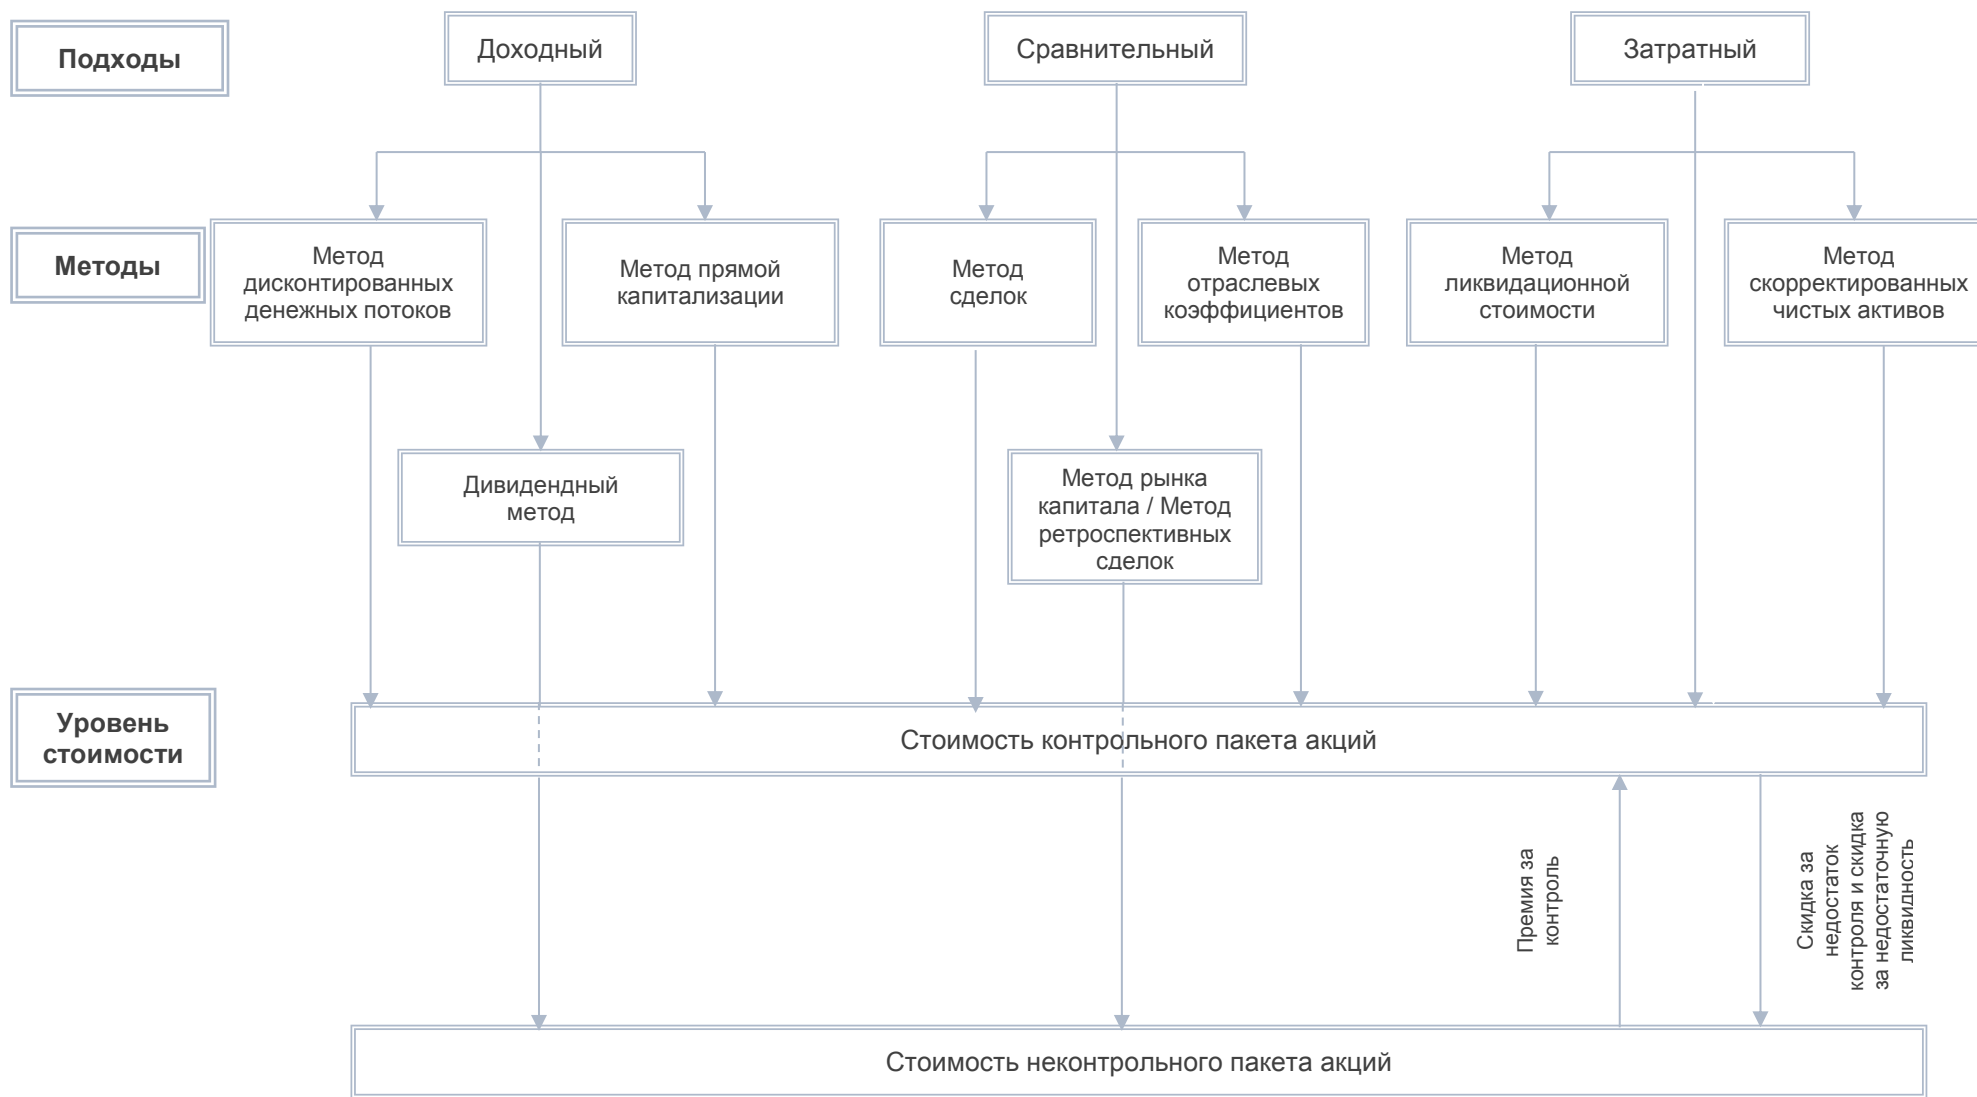 Подходы
Доходный
Сравнительный
Затратный
Методы
Метод
дисконтированных
денежных потоков
Метод прямой
капитализации
Метод
сделок
Метод
отраслевых
коэффициентов
Метод
ликвидационной
стоимости
Метод
скорректированных
чистых активов
Дивидендный
метод
Метод рынка
капитала / Метод
ретроспективных
сделок
Уровень
стоимости
Стоимость контрольного пакета акций
Премия за
контроль
Скидка за
недостаток
контроля и скидка
за недостаточную
ликвидность
Стоимость неконтрольного пакета акций